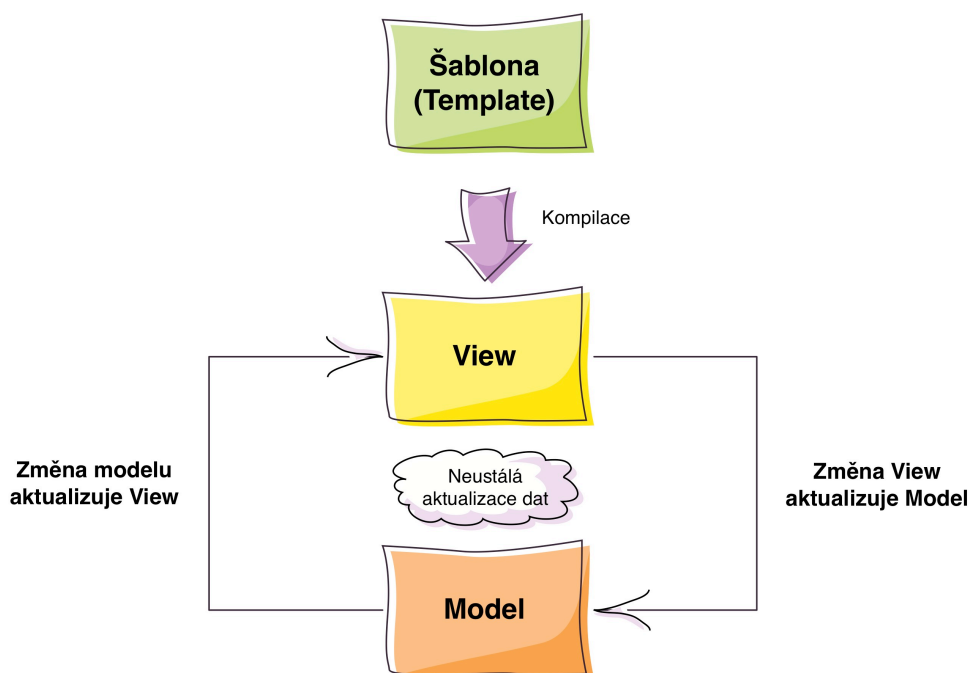 Šablona
(Template)
Kompilace
View
Změna modelu
aktualizuje View
Neustálá
aktualizace dat
Změna View
aktualizuje Model
Model